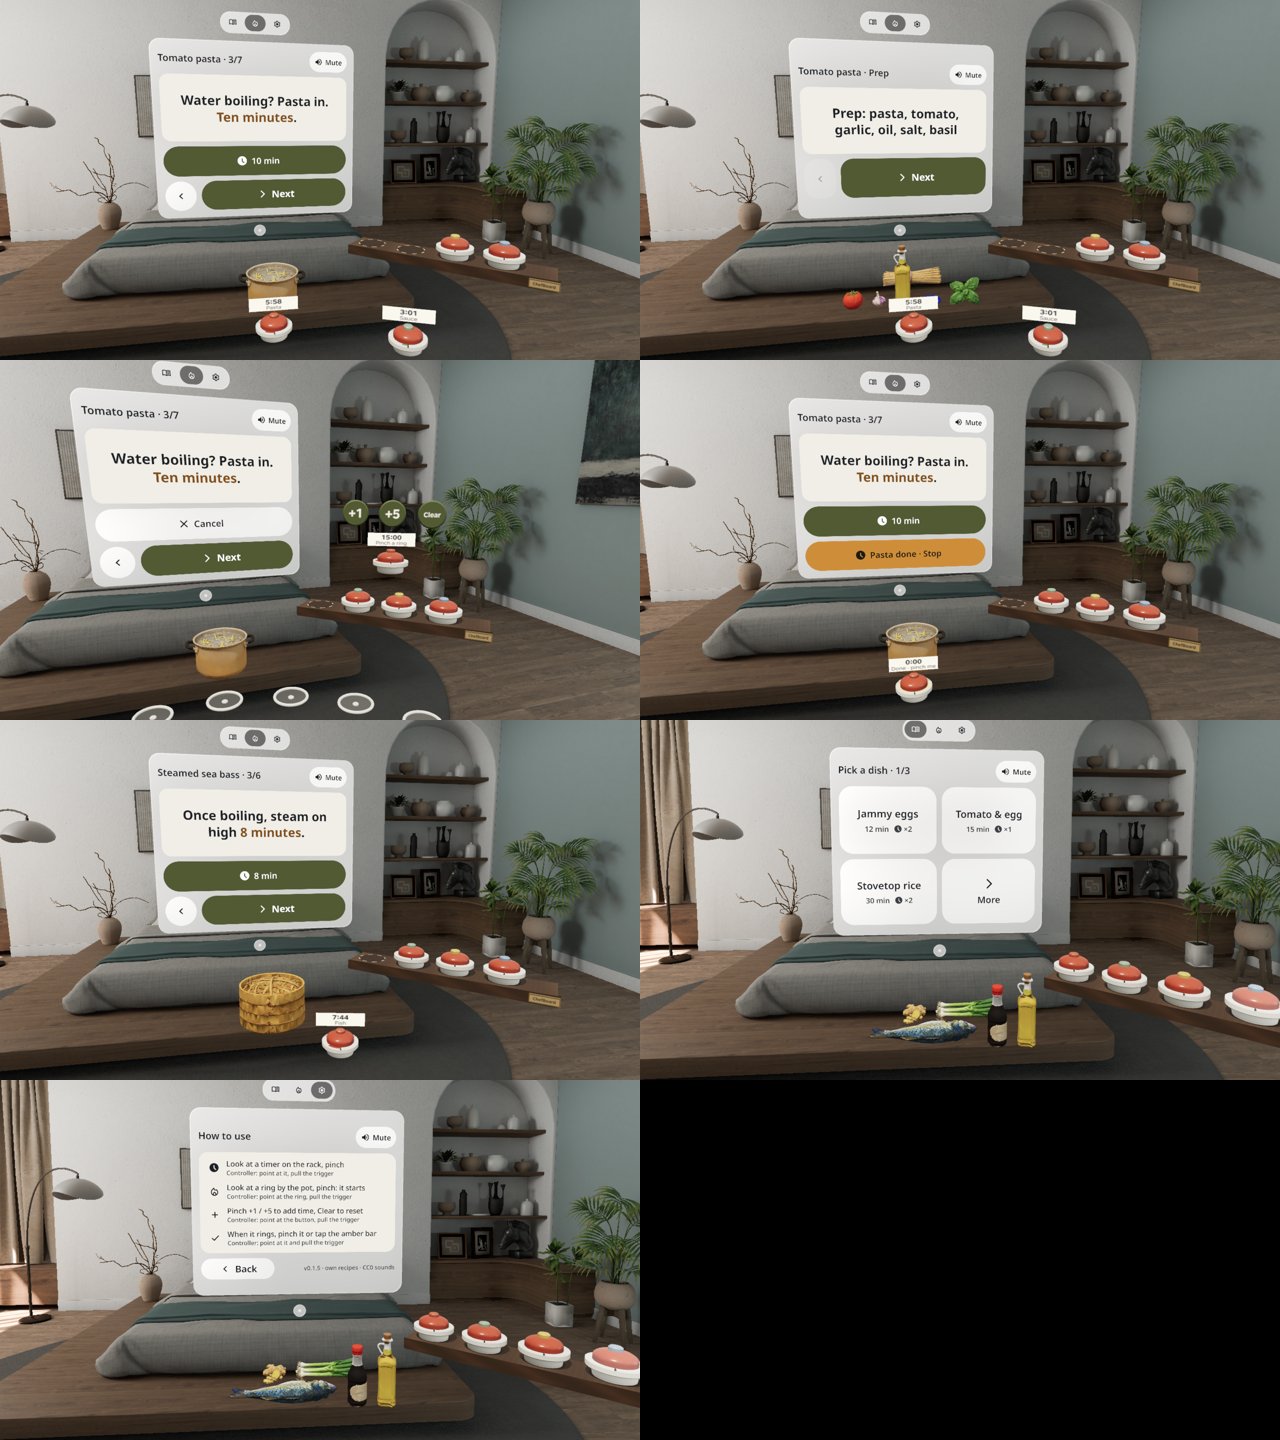 Tomato pasta · 3/7
Mute
Water boiling? Pasta in.
Ten minutes.
10 min
Next
5:58
Pasta
3:01
Sauce
ChefBoard
Tomato pasta · Prep
Mute
Prep: pasta, tomato,
garlic, oil, salt, basil
Next
5:58
Pasta
3:01
Sauce
ChefBoard
Tomato pasta · 3/7
Mute
Water boiling? Pasta in.
Ten minutes.
Cancel
Next
+1
+5
Clear
15:00
Pinch a ring
ChefBoard
Tomato pasta · 3/7
Mute
Water boiling? Pasta in.
Ten minutes.
10 min
Pasta done · Stop
0:00
Done · pinch me
ChefBoard
Steamed sea bass · 3/6
Mute
Once boiling, steam on
high 8 minutes.
8 min
Next
7:44
Fish
ChefBoard
Pick a dish · 1/3
Mute
Jammy eggs
12 min ×2
Tomato & egg
15 min ×1
Stovetop rice
30 min ×2
More
How to use
Mute
Look at a timer on the rack, pinch
Controller: point at it, pull the trigger
Look at a ring by the pot, pinch: it starts
Controller: point at the ring, pull the trigger
Pinch +1 / +5 to add time, Clear to reset
Controller: point at the button, pull the trigger
When it rings, pinch it or tap the amber bar
Controller: point at it and pull the trigger
Back
v0.1.5 · own recipes · CC0 sounds